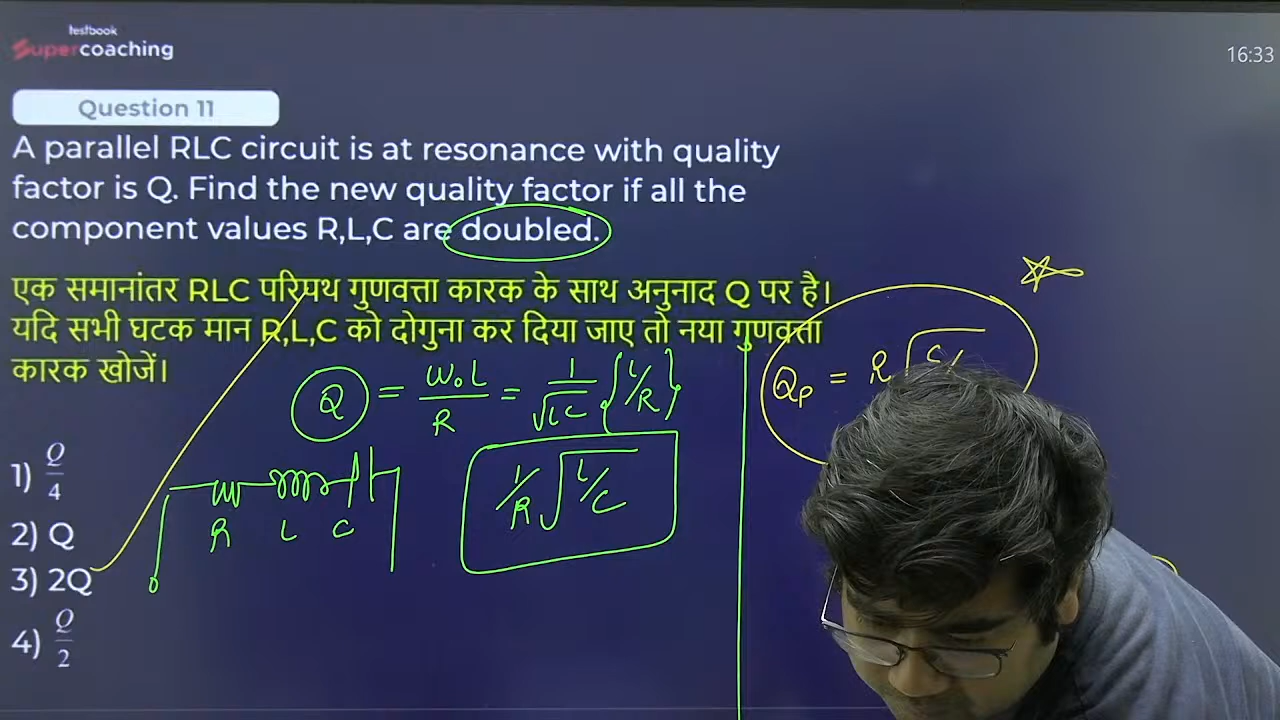 testbook
Supercoaching
16:33
Question 11
A parallel RLC circuit is at resonance with quality
factor is Q. Find the new quality factor if all the
component values R,L,C are doubled.
एक समानांतर RLC परिपथ गुणवत्ता कारक के साथ अनुनाद Q पर है।
यदि सभी घटक मान R,L,C को दोगुना कर दिया जाए तो नया गुणवत्ता
कारक खोजें।
Q = ω₀L/R = 1/√LC {L/R}
Qp = R√C/
1) Q/4
2) Q
3) 2Q
4) Q/2
R L C
1/R √L/C